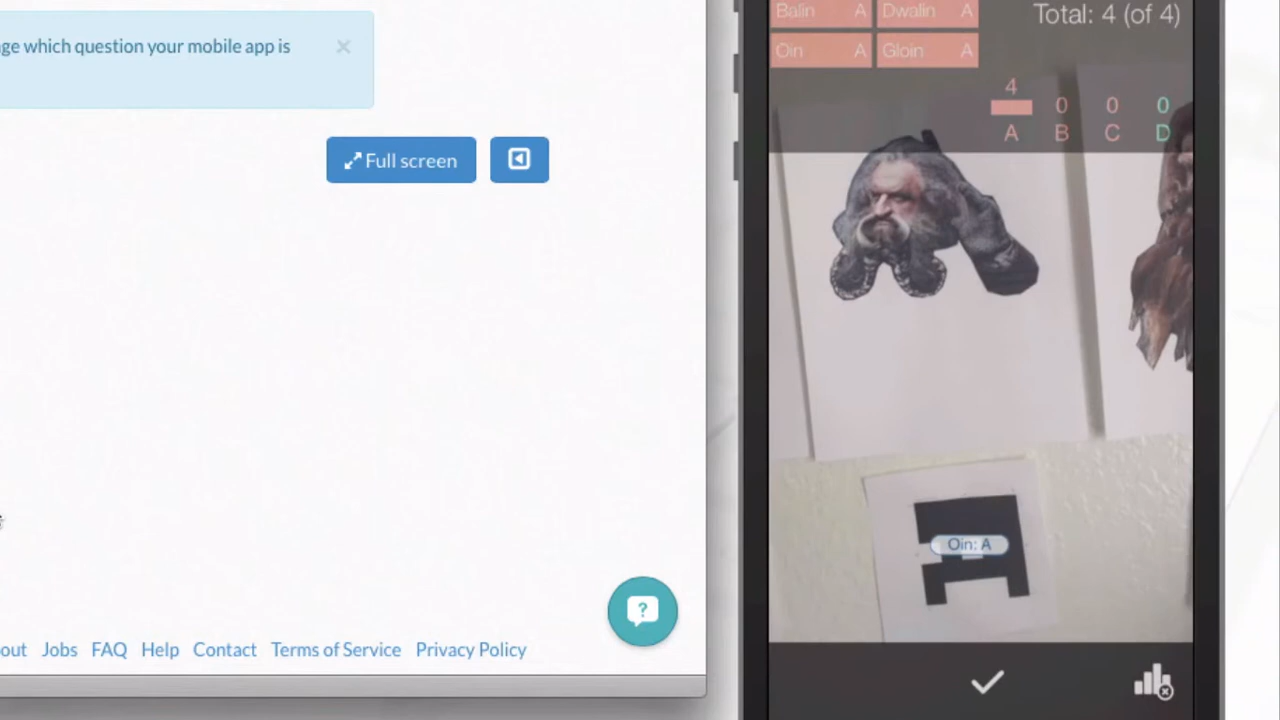 ge which question your mobile app is
Full screen
out Jobs FAQ Help Contact Terms of Service Privacy Policy
Balin A Dwalin A
Oin A Gloin A
Total: 4 (of 4)
4 0 0 0
A B C D
Oin: A